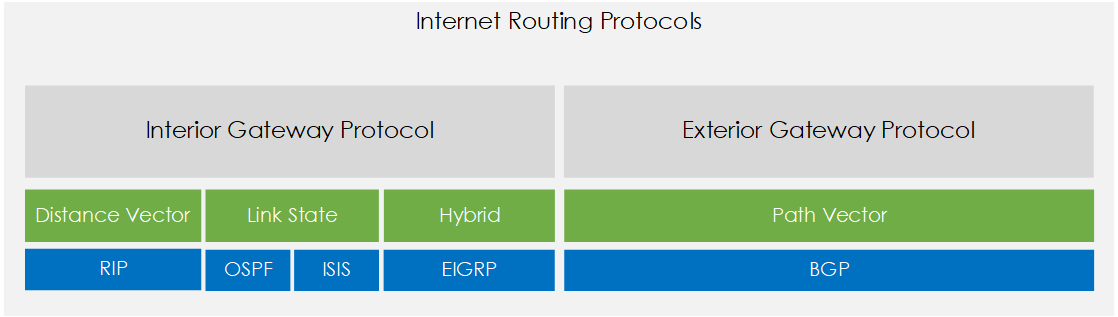 Internet Routing Protocols
Interior Gateway Protocol
Exterior Gateway Protocol
Distance Vector
Link State
Hybrid
Path Vector
RIP
OSPF
ISIS
EIGRP
BGP